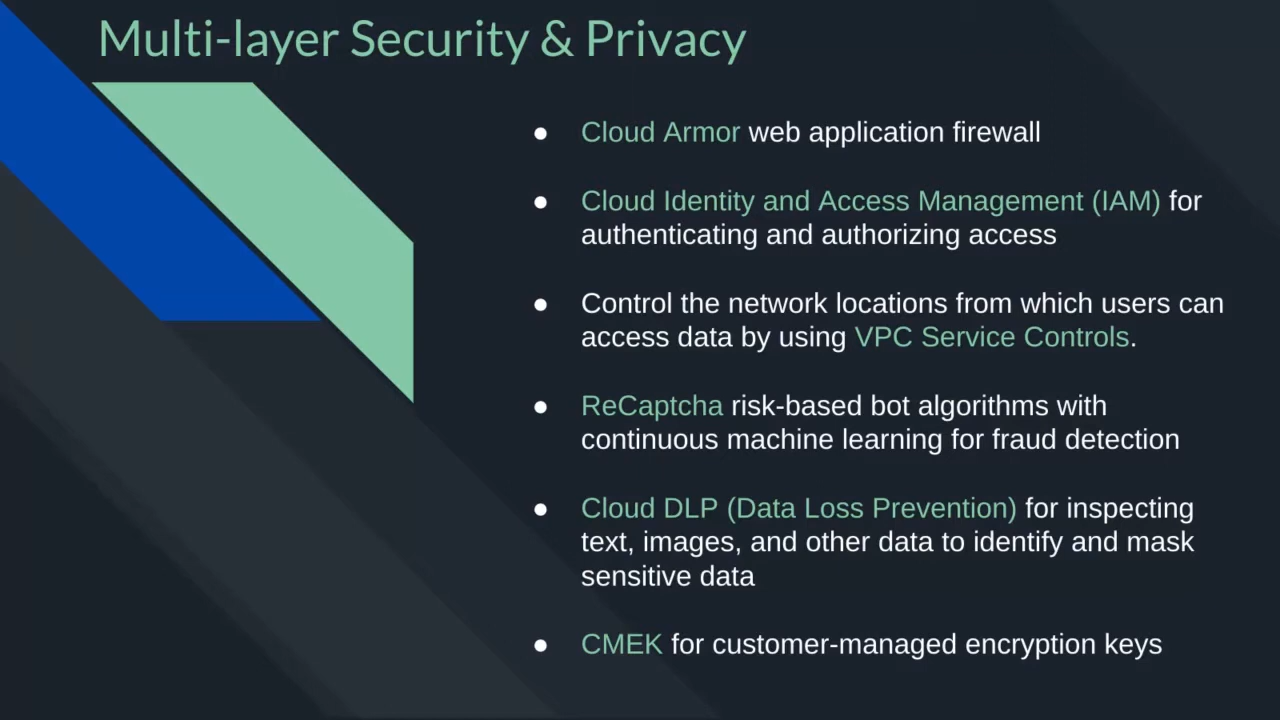 Multi-layer Security & Privacy
● Cloud Armor web application firewall
● Cloud Identity and Access Management (IAM) for
authenticating and authorizing access
● Control the network locations from which users can
access data by using VPC Service Controls.
● ReCaptcha risk-based bot algorithms with
continuous machine learning for fraud detection
● Cloud DLP (Data Loss Prevention) for inspecting
text, images, and other data to identify and mask
sensitive data
● CMEK for customer-managed encryption keys